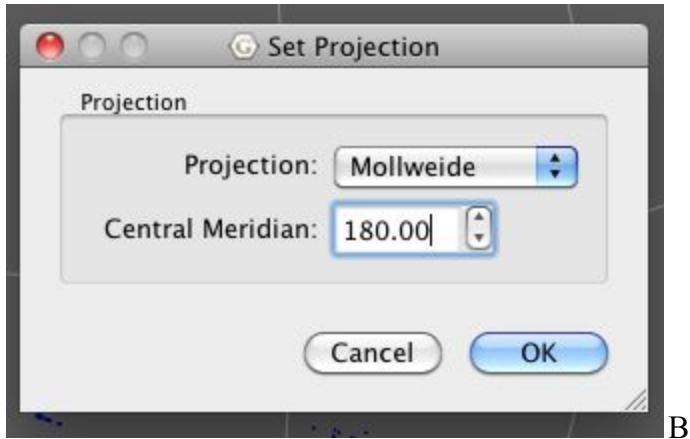 Set Projection
Projection
Projection: Mollweide
Central Meridian: 180.00
Cancel OK
B